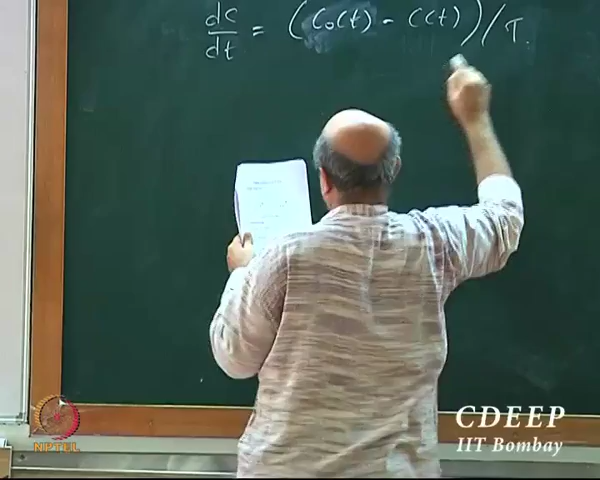 dc/dt = (C₀(t) - C(t))/τ.
NPTEL
CDEEP
IIT Bombay